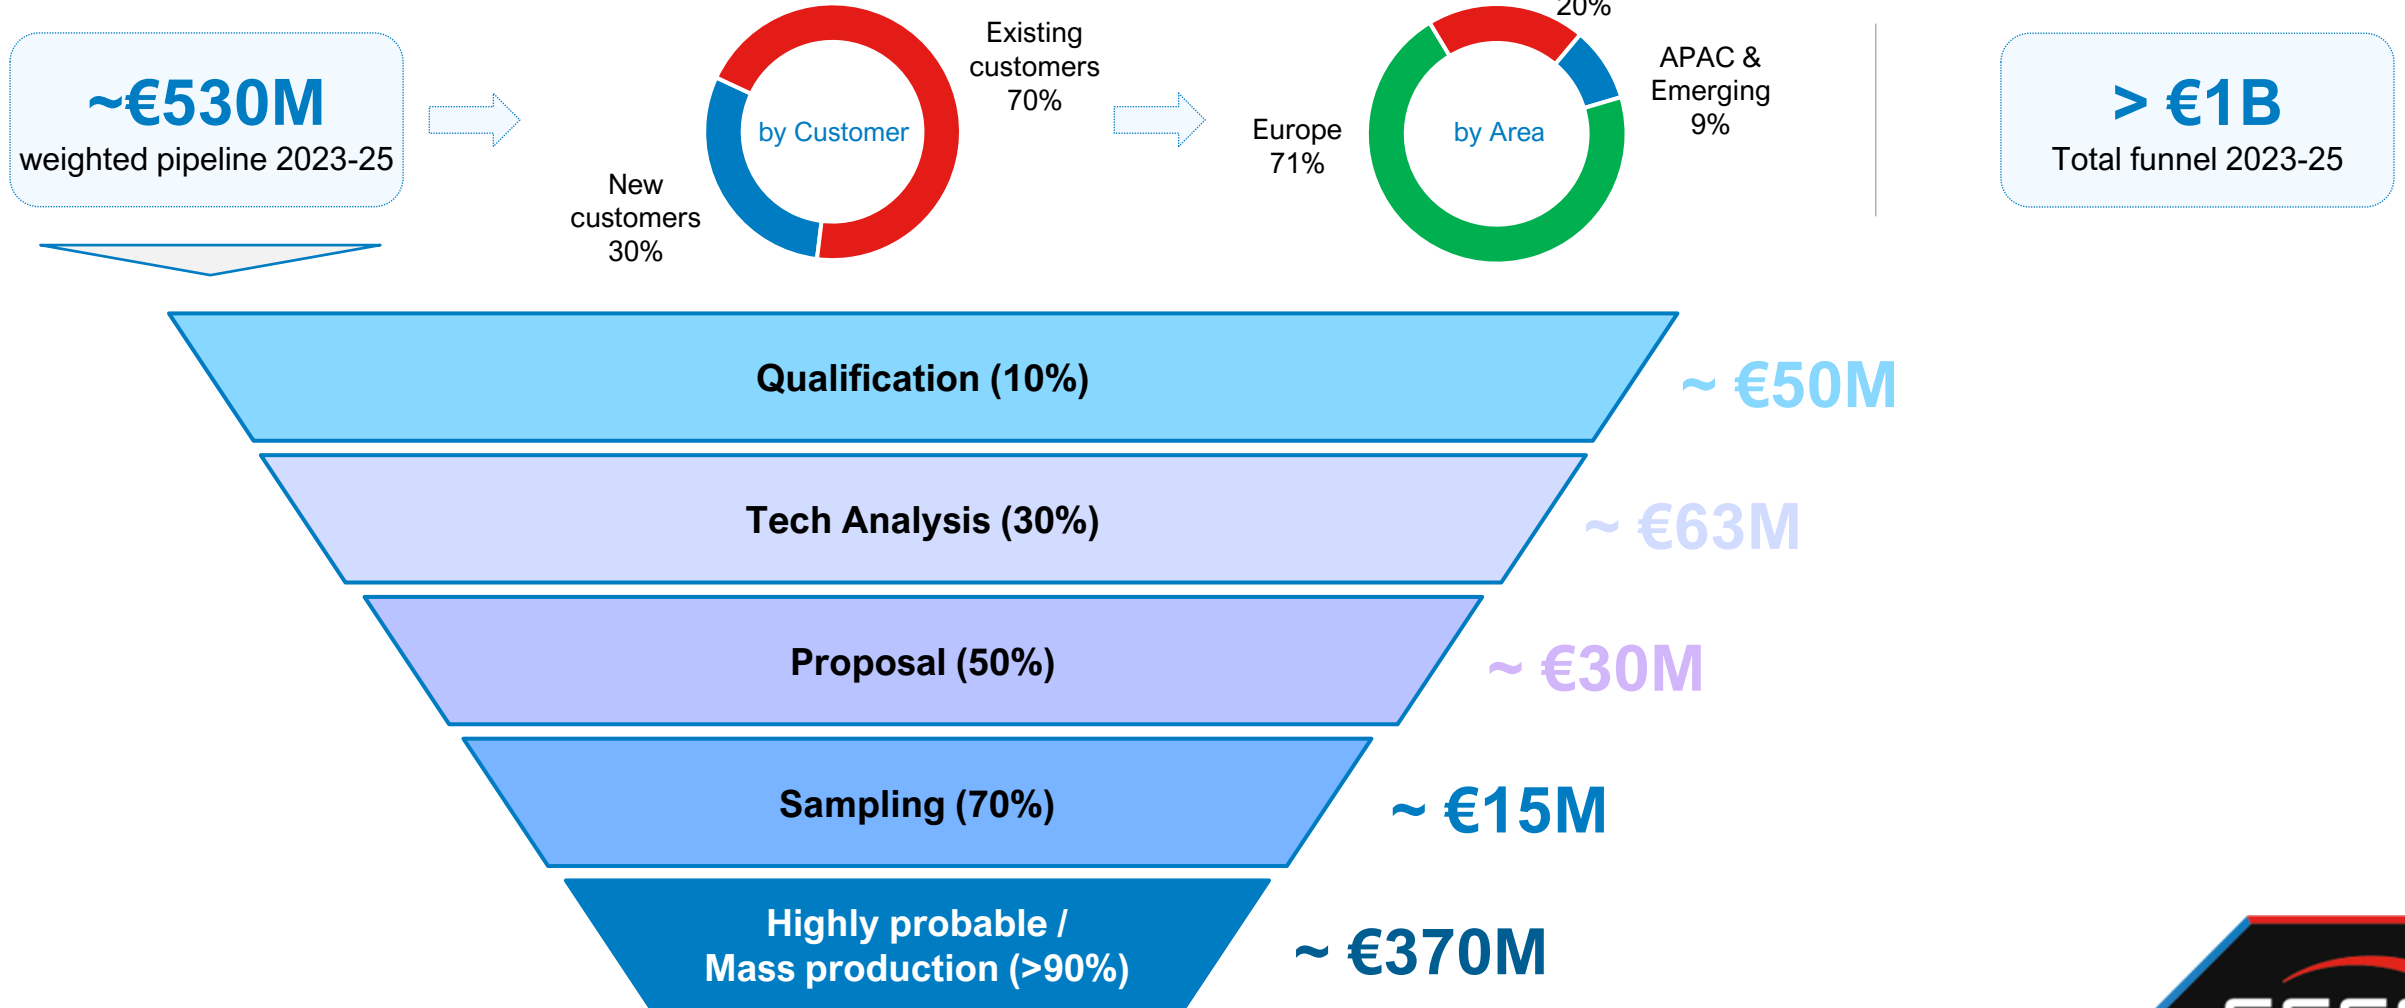 ~€530M
weighted pipeline 2023-25
Existing
customers
70%
by Customer
New
customers
30%
20%
APAC &
Emerging
9%
Europe
71%
by Area
> €1B
Total funnel 2023-25
Qualification (10%)
~ €50M
Tech Analysis (30%)
~ €63M
Proposal (50%)
~ €30M
Sampling (70%)
~ €15M
Highly probable /
Mass production (>90%)
~ €370M